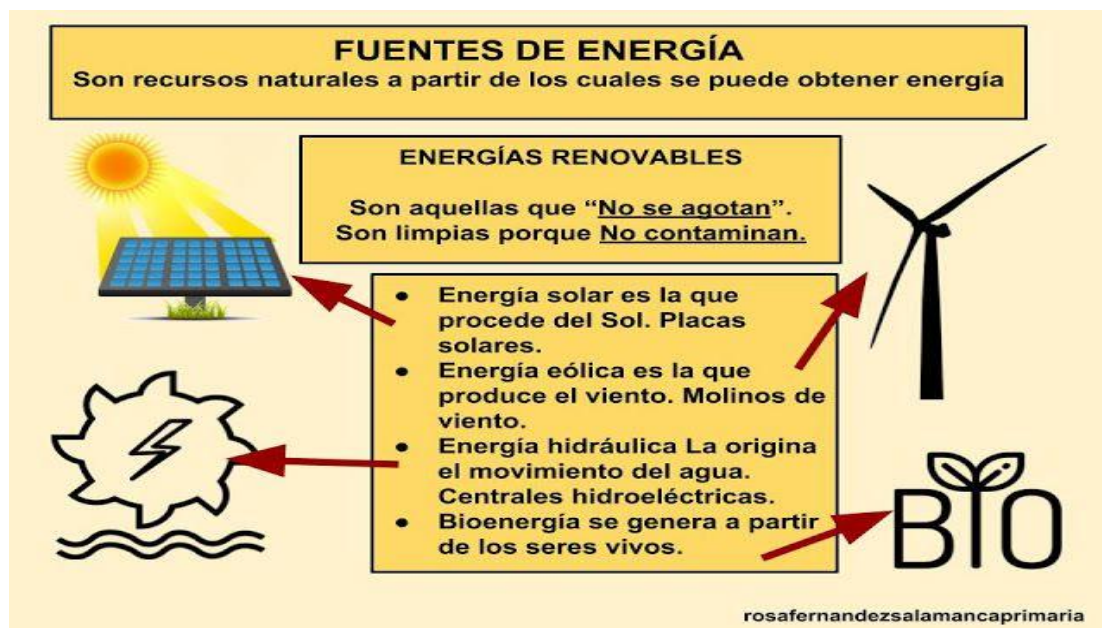 FUENTES DE ENERGÍA
Son recursos naturales a partir de los cuales se puede obtener energía
ENERGÍAS RENOVABLES
Son aquellas que “No se agotan”.
Son limpias porque No contaminan.
● Energía solar es la que
procede del Sol. Placas
solares.
● Energía eólica es la que
produce el viento. Molinos de
viento.
● Energía hidráulica La origina
el movimiento del agua.
Centrales hidroeléctricas.
● Bioenergía se genera a partir
de los seres vivos.
BIO
rosafernandezsalamancaprimaria